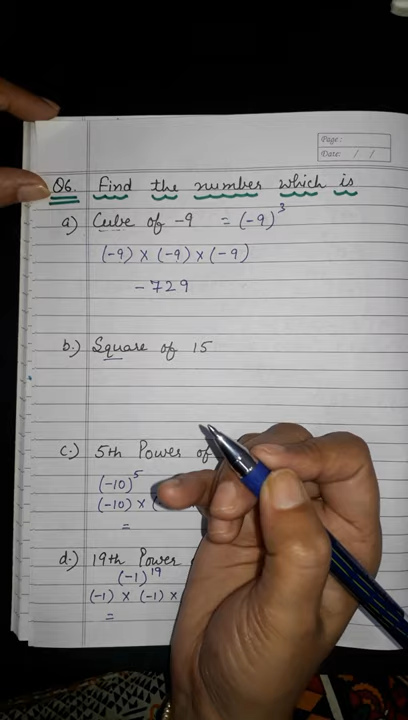 Page:
Date: / /
Q6. Find the number which is
a) Cube of -9 = (-9)³
(-9) × (-9) × (-9)
-729
b.) Square of 15
c.) 5th Power of
(-10)⁵
(-10) × (
=
d.) 19th Power
(-1)¹⁹
(-1) × (-1) ×
=